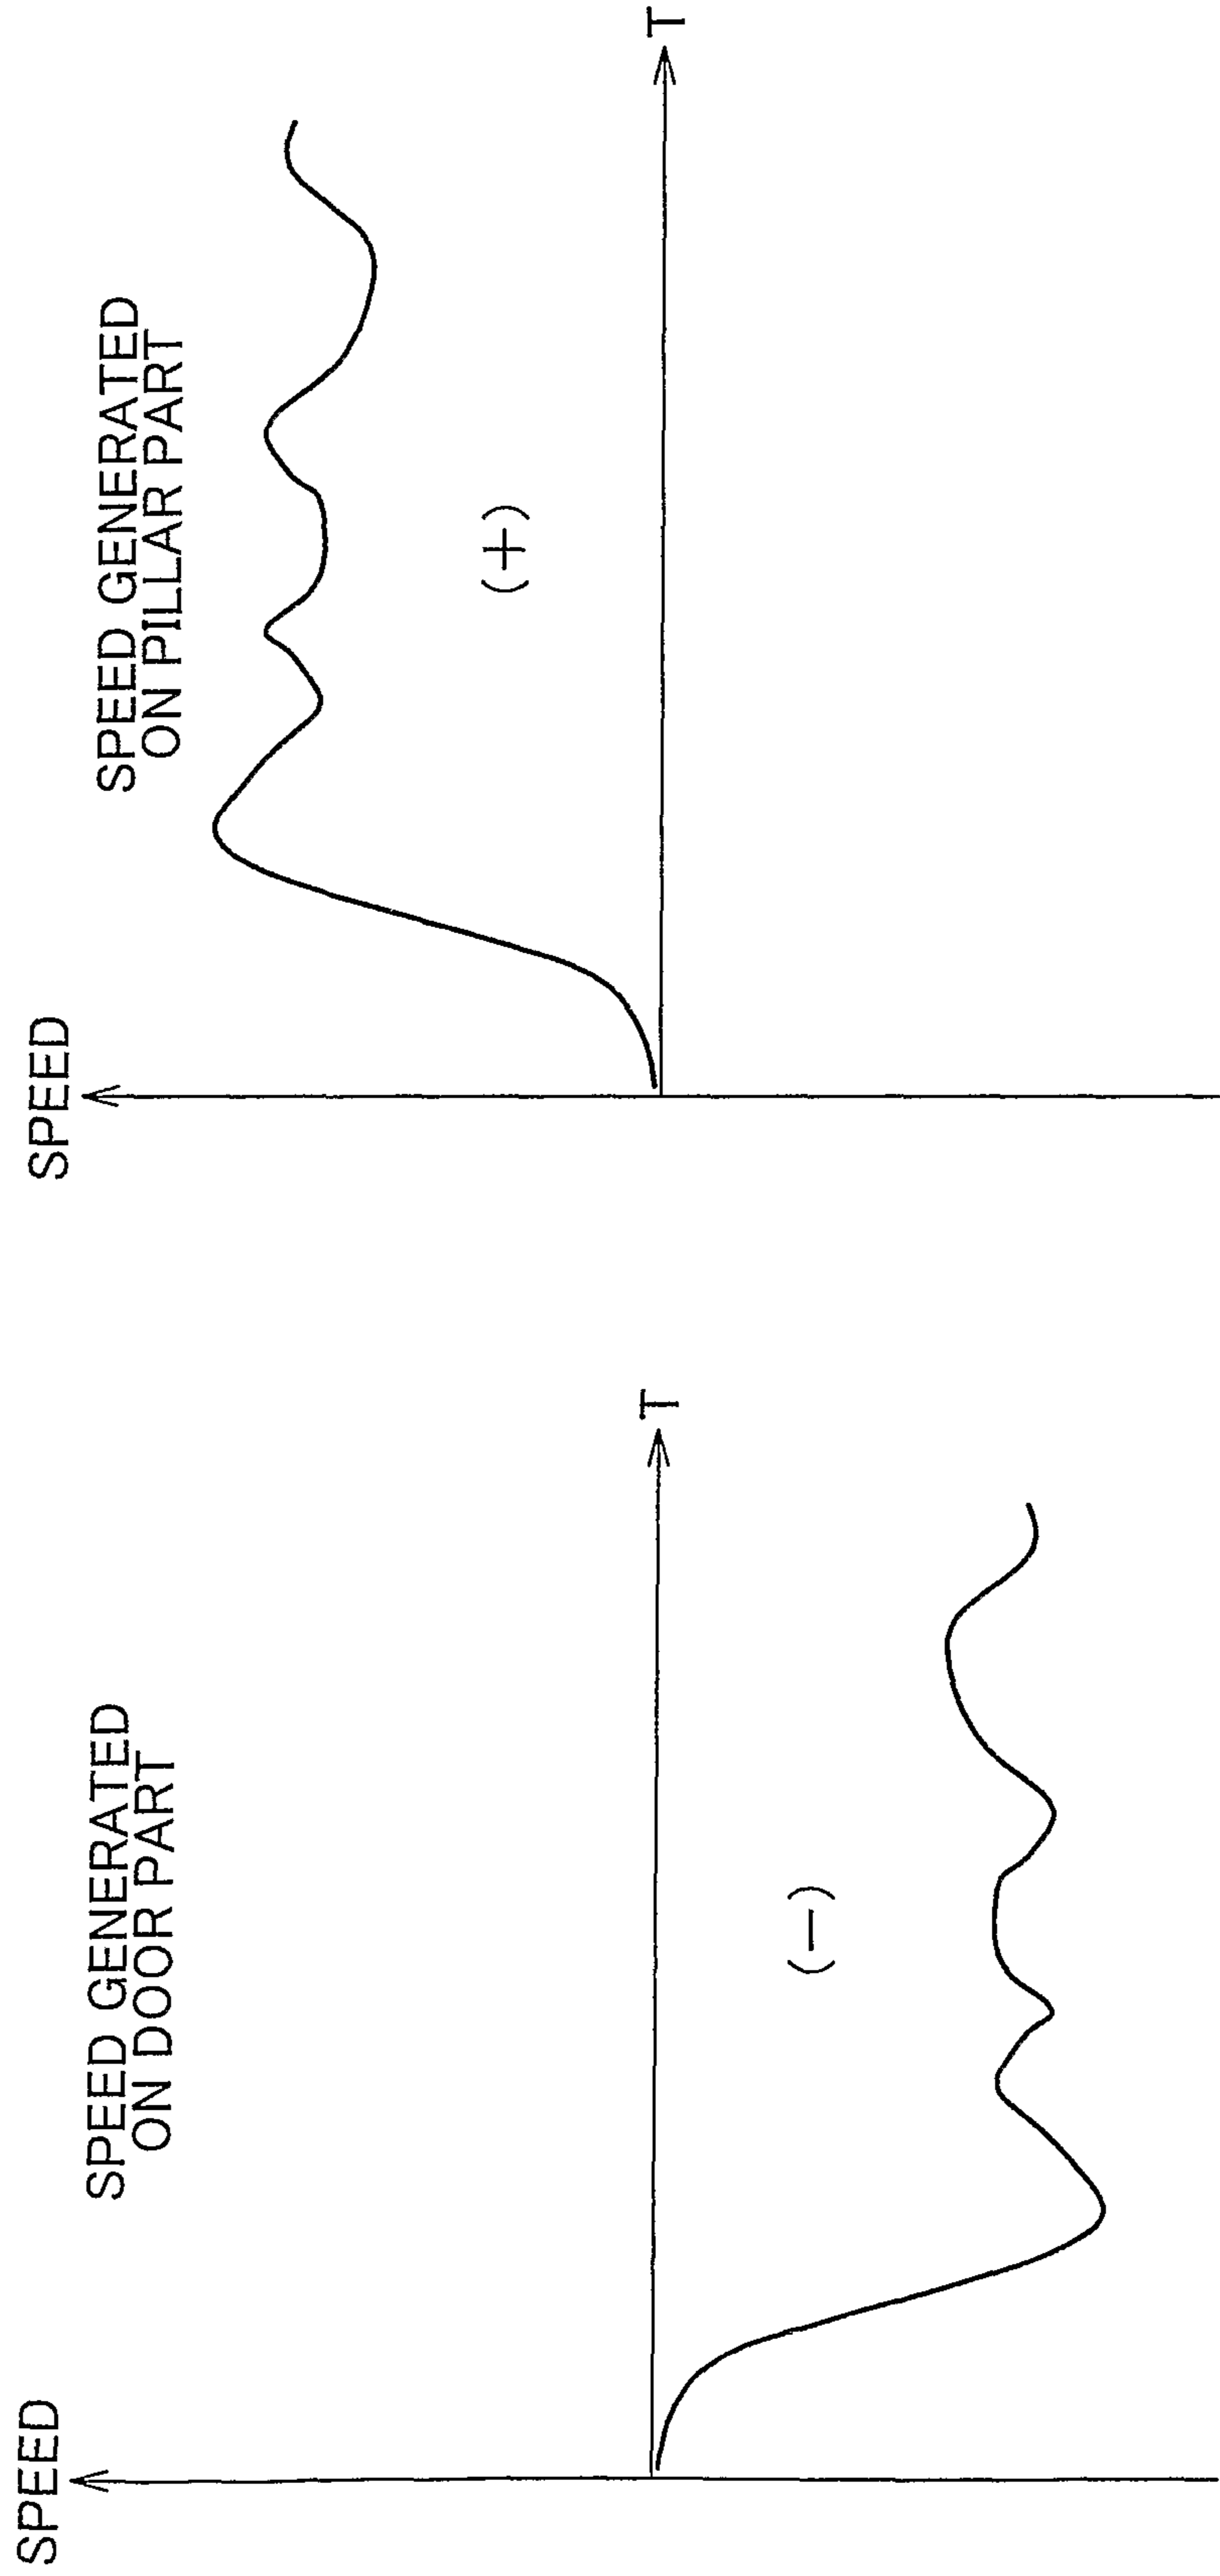 SPEED
SPEED GENERATED
ON DOOR PART
(−)
T
SPEED
SPEED GENERATED
ON PILLAR PART
(+)
T